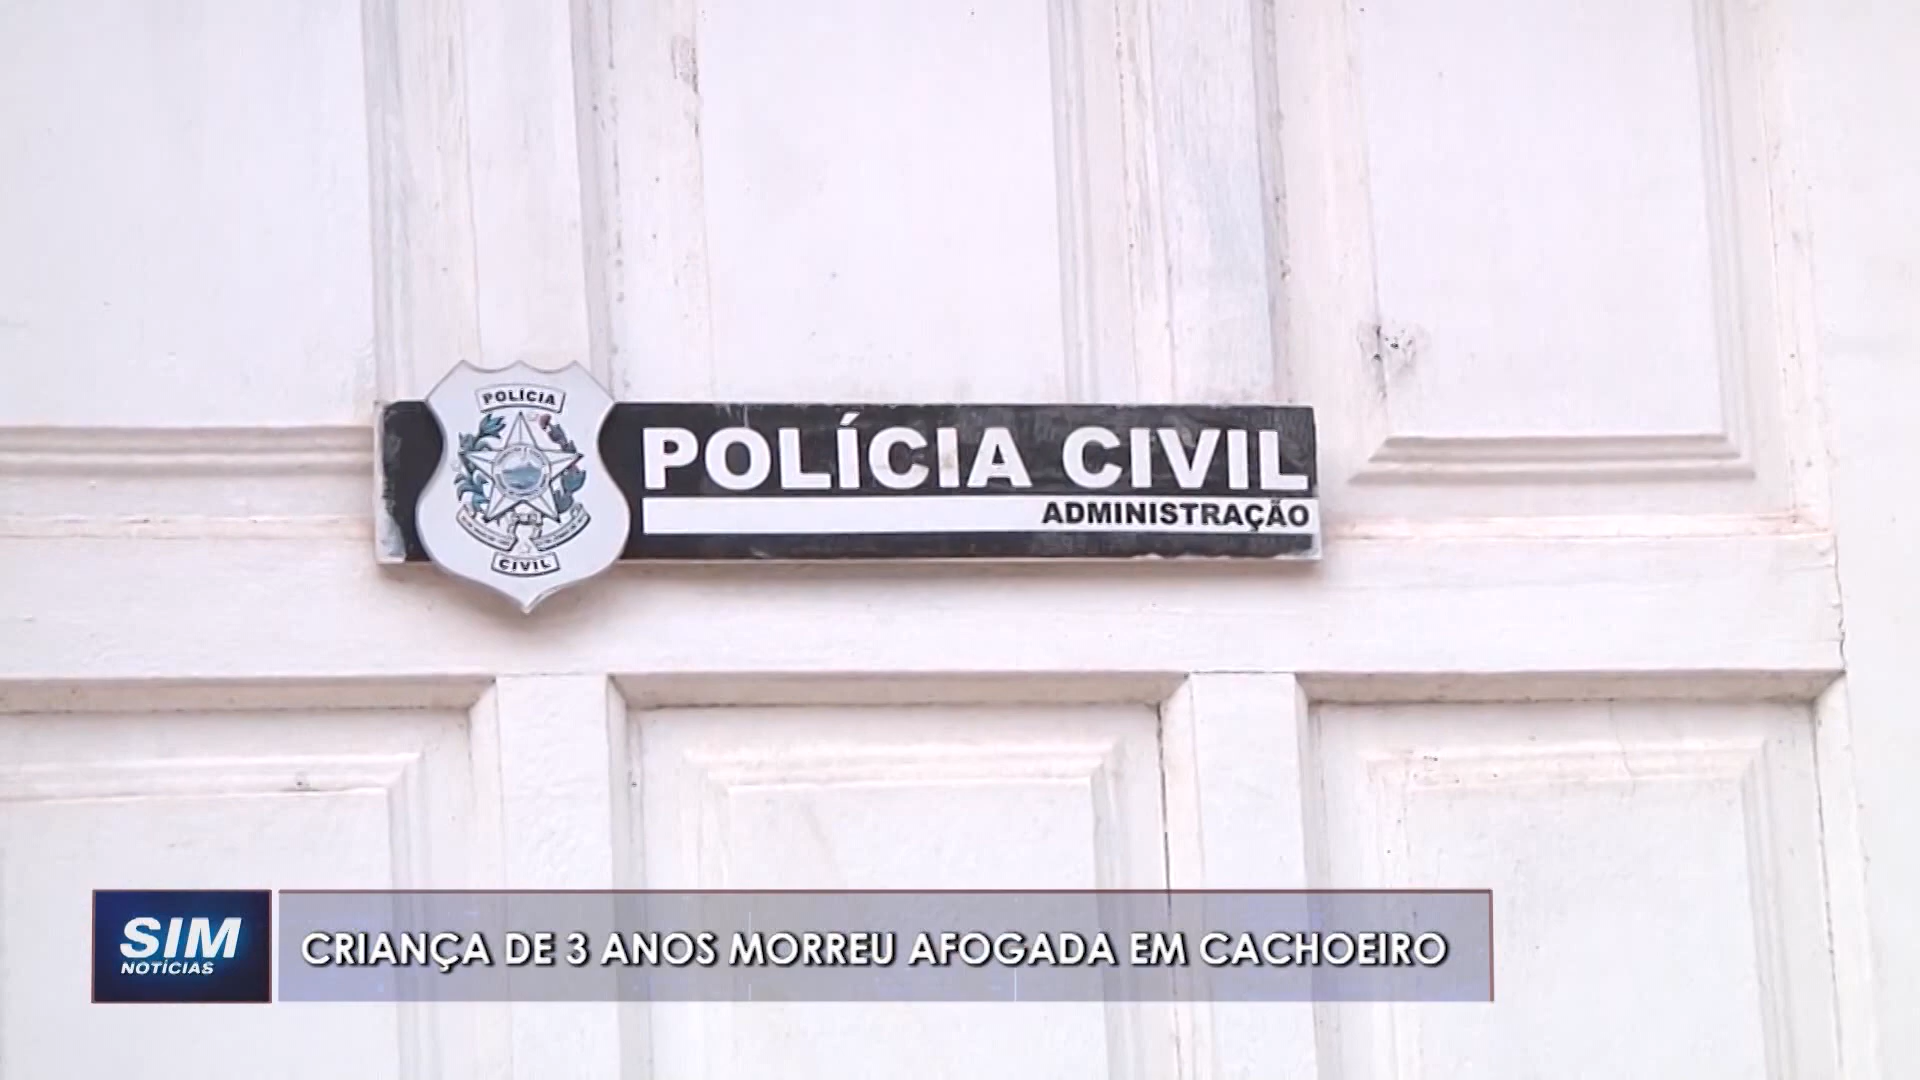 POLÍCIA
CIVIL
POLÍCIA CIVIL
ADMINISTRAÇÃO
SIM
NOTÍCIAS
CRIANÇA DE 3 ANOS MORREU AFOGADA EM CACHOEIRO